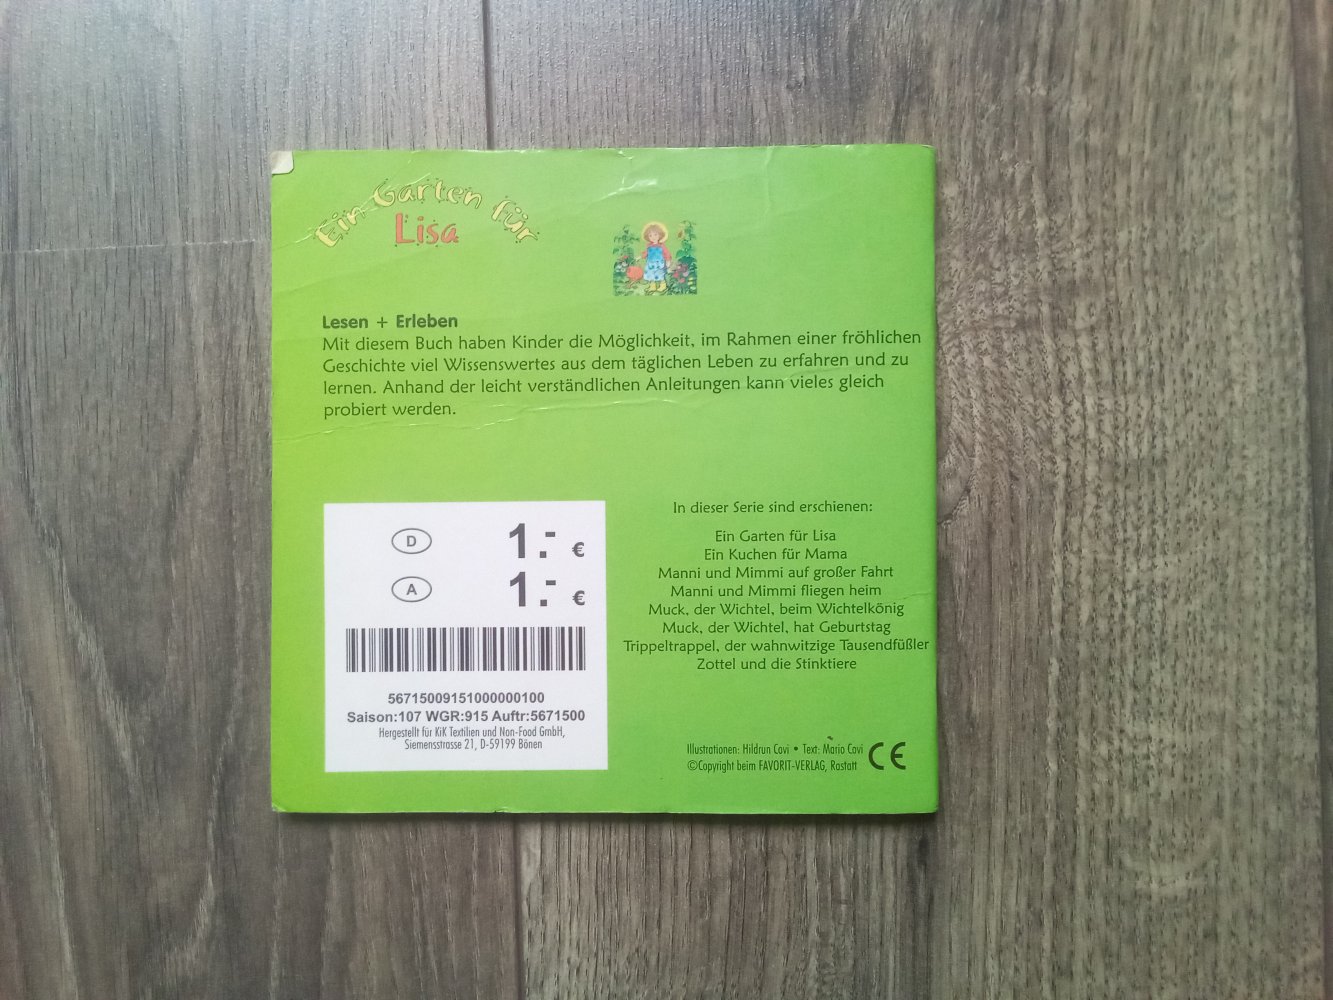 Ein Garten für
Lisa
Lesen + Erleben
Mit diesem Buch haben Kinder die Möglichkeit, im Rahmen einer fröhlichen
Geschichte viel Wissenswertes aus dem täglichen Leben zu erfahren und zu
lernen. Anhand der leicht verständlichen Anleitungen kann vieles gleich
probiert werden.
D 1.- €
A 1.- €
56715009151000000100
Saison:107 WGR:915 Auftr:5671500
Hergestellt für KiK Textilien und Non-Food GmbH,
Siemensstrasse 21, D-59199 Bönen
In dieser Serie sind erschienen:
Ein Garten für Lisa
Ein Kuchen für Mama
Manni und Mimmi auf großer Fahrt
Manni und Mimmi fliegen heim
Muck, der Wichtel, beim Wichtelkönig
Muck, der Wichtel, hat Geburtstag
Trippeltrappel, der wahnwitzige Tausendfüßler
Zottel und die Stinktiere
Illustrationen: Hildrun Covi • Text: Mario Covi
©Copyright beim FAVORIT-VERLAG, Rastatt
CE